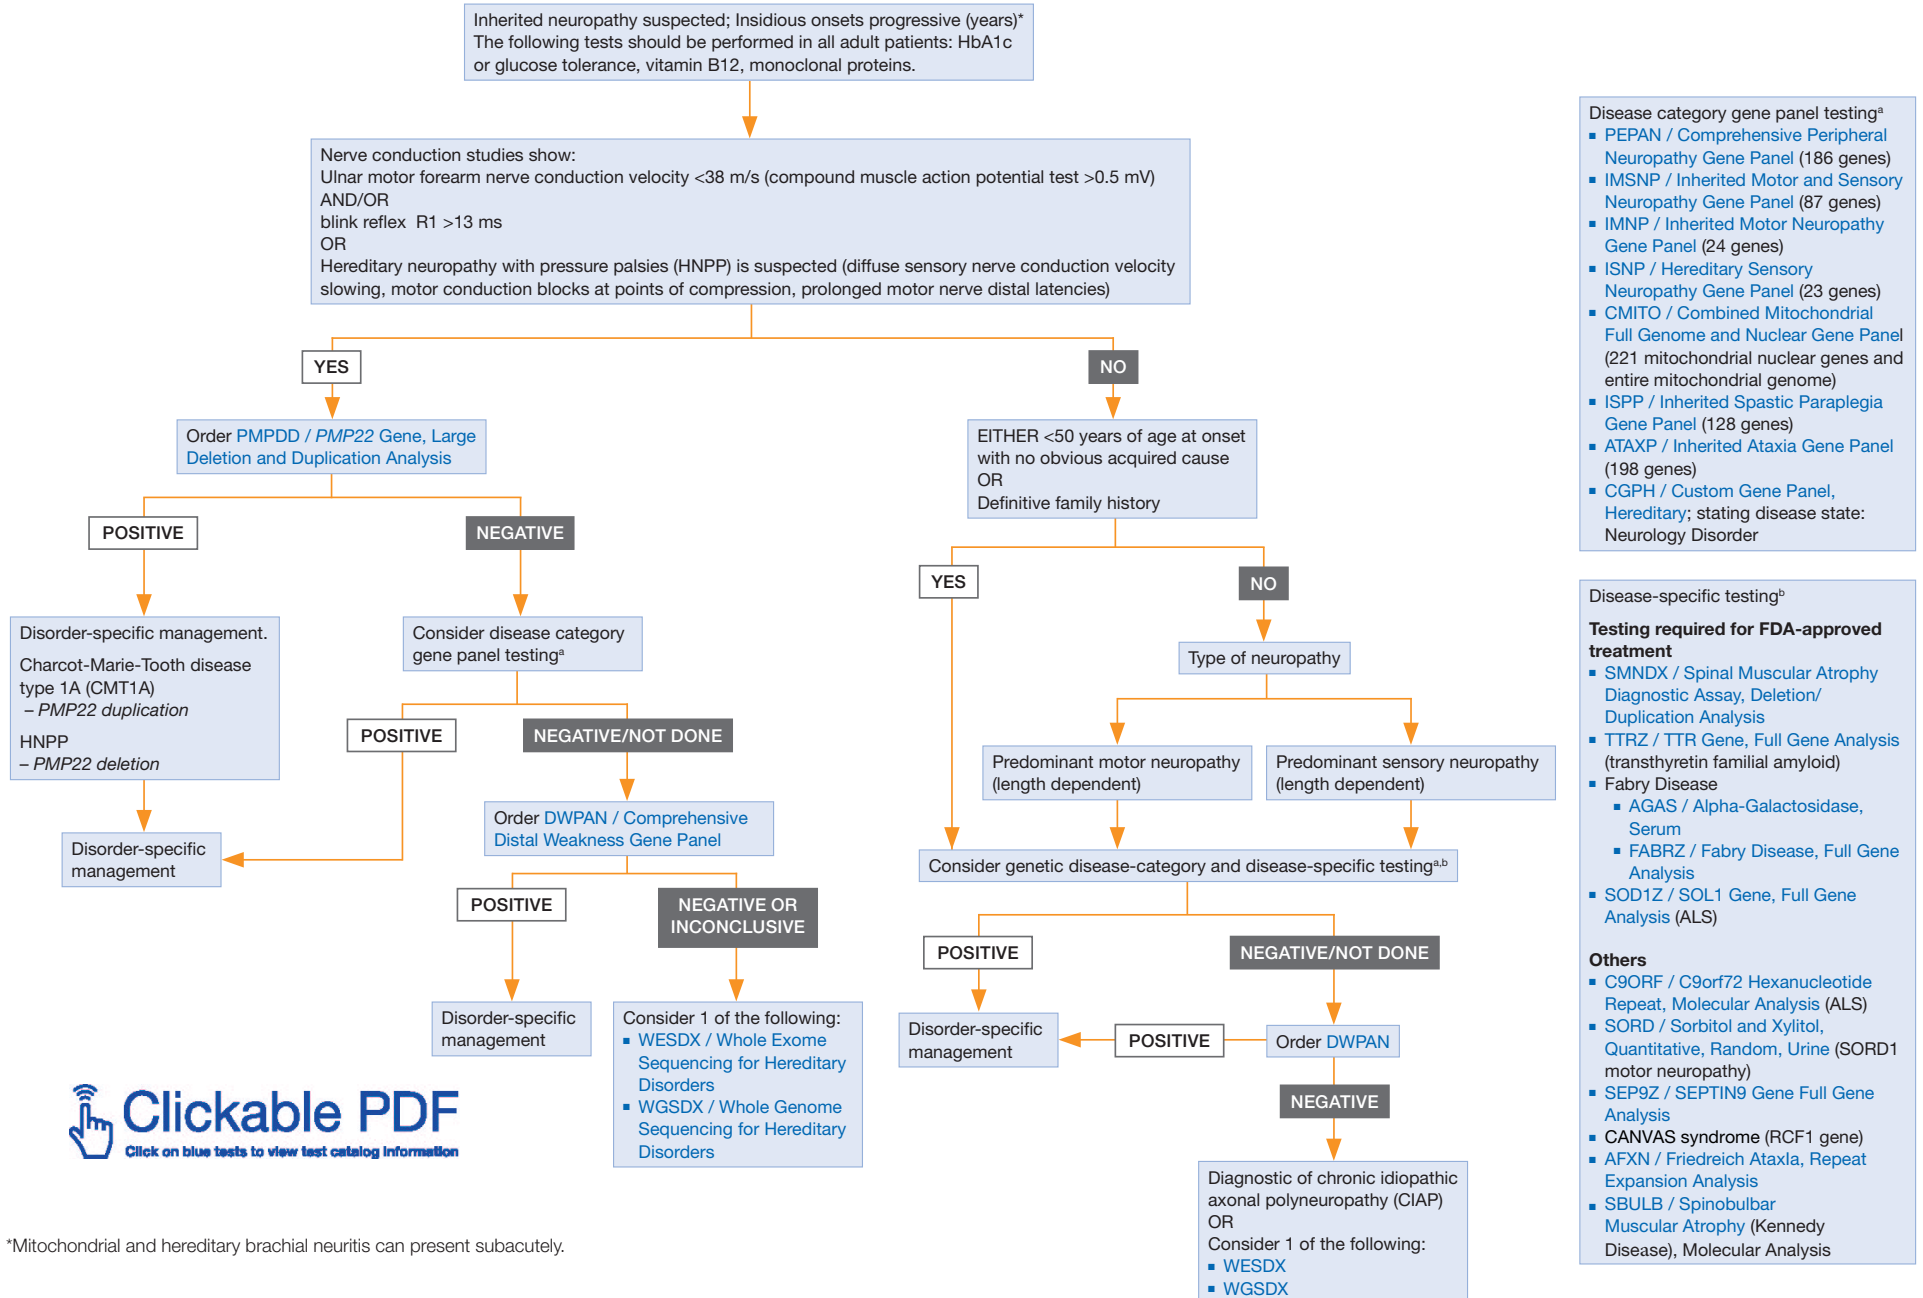 Inherited neuropathy suspected; Insidious onsets progressive (years)*
The following tests should be performed in all adult patients: HbA1c
or glucose tolerance, vitamin B12, monoclonal proteins.
Nerve conduction studies show:
Ulnar motor forearm nerve conduction velocity <38 m/s (compound muscle action potential test >0.5 mV)
AND/OR
blink reflex R1 >13 ms
OR
Hereditary neuropathy with pressure palsies (HNPP) is suspected (diffuse sensory nerve conduction velocity
slowing, motor conduction blocks at points of compression, prolonged motor nerve distal latencies)
YES
NO
Order PMPDD / PMP22 Gene, Large
Deletion and Duplication Analysis
POSITIVE
NEGATIVE
Disorder-specific management.
Charcot-Marie-Tooth disease
type 1A (CMT1A)
– PMP22 duplication
HNPP
– PMP22 deletion
Consider disease category
gene panel testingᵃ
POSITIVE
NEGATIVE/NOT DONE
Disorder-specific
management
Order DWPAN / Comprehensive
Distal Weakness Gene Panel
POSITIVE
NEGATIVE OR
INCONCLUSIVE
Disorder-specific
management
Consider 1 of the following:
▪ WESDX / Whole Exome
Sequencing for Hereditary
Disorders
▪ WGSDX / Whole Genome
Sequencing for Hereditary
Disorders
EITHER <50 years of age at onset
with no obvious acquired cause
OR
Definitive family history
YES
NO
Type of neuropathy
Predominant motor neuropathy
(length dependent)
Predominant sensory neuropathy
(length dependent)
Consider genetic disease-category and disease-specific testingᵃ,ᵇ
POSITIVE
NEGATIVE/NOT DONE
Disorder-specific
management
POSITIVE
Order DWPAN
NEGATIVE
Diagnostic of chronic idiopathic
axonal polyneuropathy (CIAP)
OR
Consider 1 of the following:
▪ WESDX
▪ WGSDX
Disease category gene panel testingᵃ
▪ PEPAN / Comprehensive Peripheral
Neuropathy Gene Panel (186 genes)
▪ IMSNP / Inherited Motor and Sensory
Neuropathy Gene Panel (87 genes)
▪ IMNP / Inherited Motor Neuropathy
Gene Panel (24 genes)
▪ ISNP / Hereditary Sensory
Neuropathy Gene Panel (23 genes)
▪ CMITO / Combined Mitochondrial
Full Genome and Nuclear Gene Panel
(221 mitochondrial nuclear genes and
entire mitochondrial genome)
▪ ISPP / Inherited Spastic Paraplegia
Gene Panel (128 genes)
▪ ATAXP / Inherited Ataxia Gene Panel
(198 genes)
▪ CGPH / Custom Gene Panel,
Hereditary; stating disease state:
Neurology Disorder
Disease-specific testingᵇ
Testing required for FDA-approved
treatment
▪ SMNDX / Spinal Muscular Atrophy
Diagnostic Assay, Deletion/
Duplication Analysis
▪ TTRZ / TTR Gene, Full Gene Analysis
(transthyretin familial amyloid)
▪ Fabry Disease
▪ AGAS / Alpha-Galactosidase,
Serum
▪ FABRZ / Fabry Disease, Full Gene
Analysis
▪ SOD1Z / SOL1 Gene, Full Gene
Analysis (ALS)
Others
▪ C9ORF / C9orf72 Hexanucleotide
Repeat, Molecular Analysis (ALS)
▪ SORD / Sorbitol and Xylitol,
Quantitative, Random, Urine (SORD1
motor neuropathy)
▪ SEP9Z / SEPTIN9 Gene Full Gene
Analysis
▪ CANVAS syndrome (RCF1 gene)
▪ AFXN / Friedreich Ataxla, Repeat
Expansion Analysis
▪ SBULB / Spinobulbar
Muscular Atrophy (Kennedy
Disease), Molecular Analysis
Clickable PDF
Click on blue tests to view test catalog information
*Mitochondrial and hereditary brachial neuritis can present subacutely.